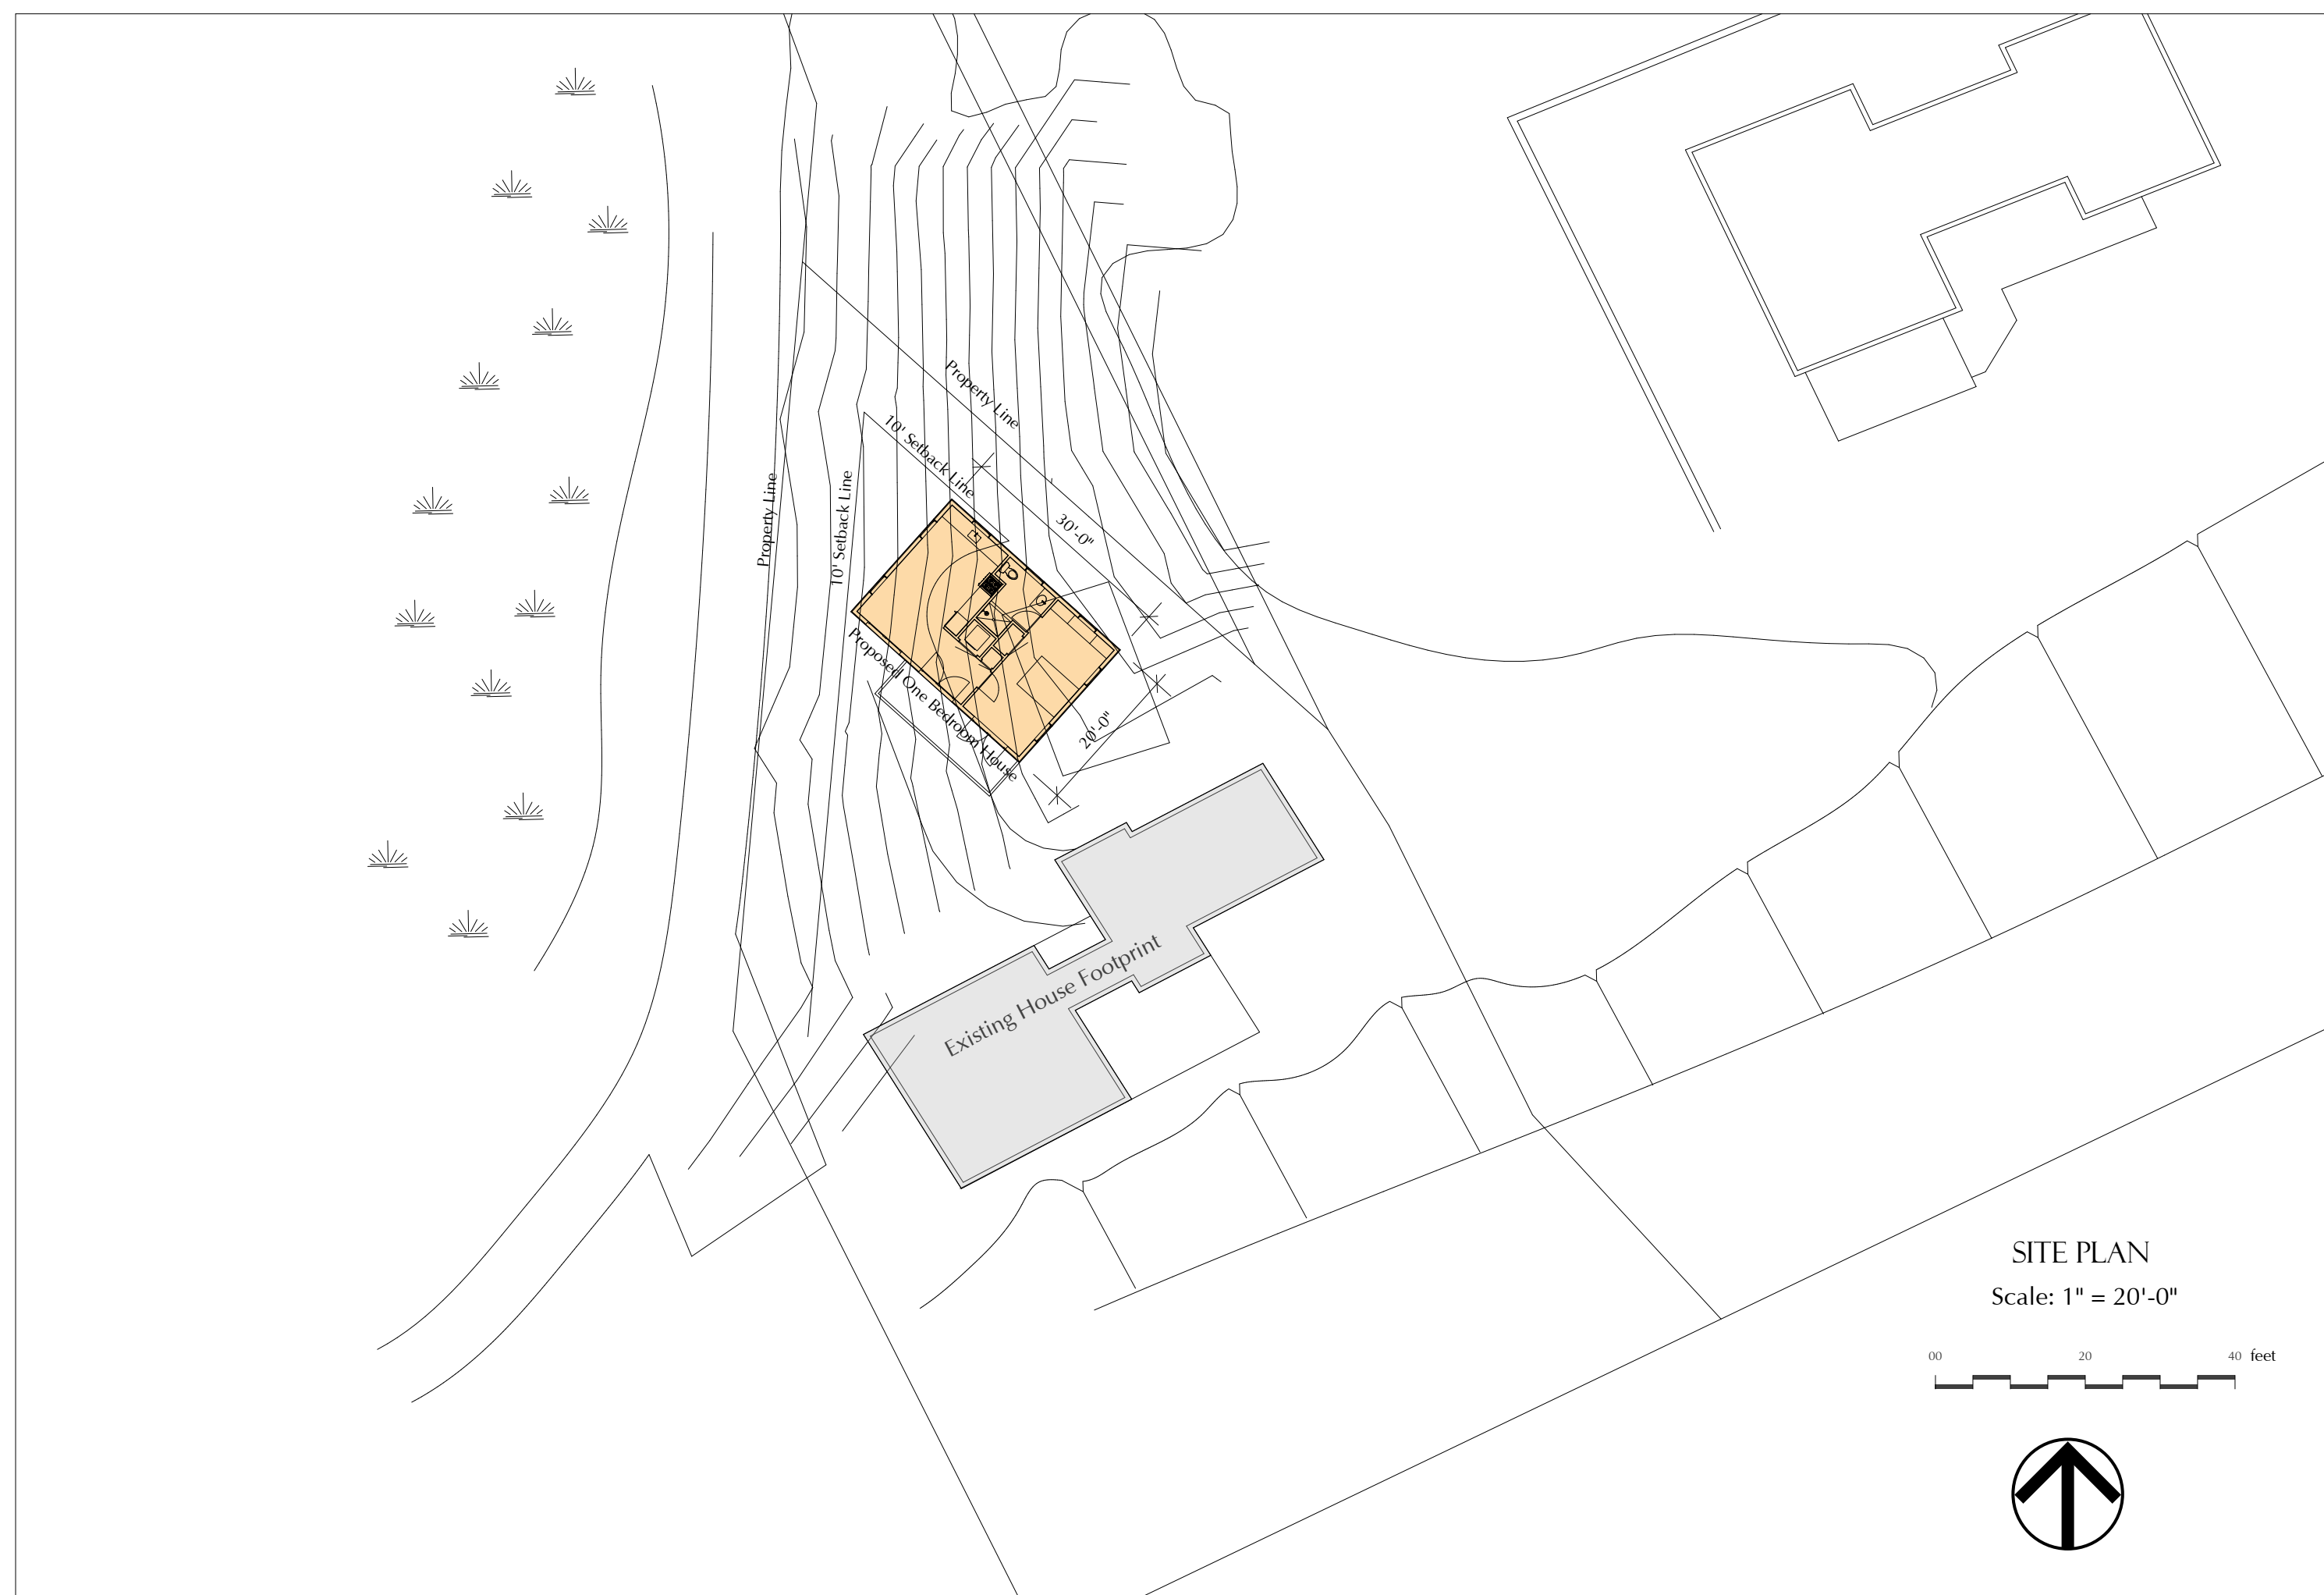 Property Line
10' Setback Line
Property Line
10' Setback Line
30'-0"
Proposed One Bedroom House
20'-0"
Existing House Footprint
SITE PLAN
Scale: 1" = 20'-0"
00 20 40 feet